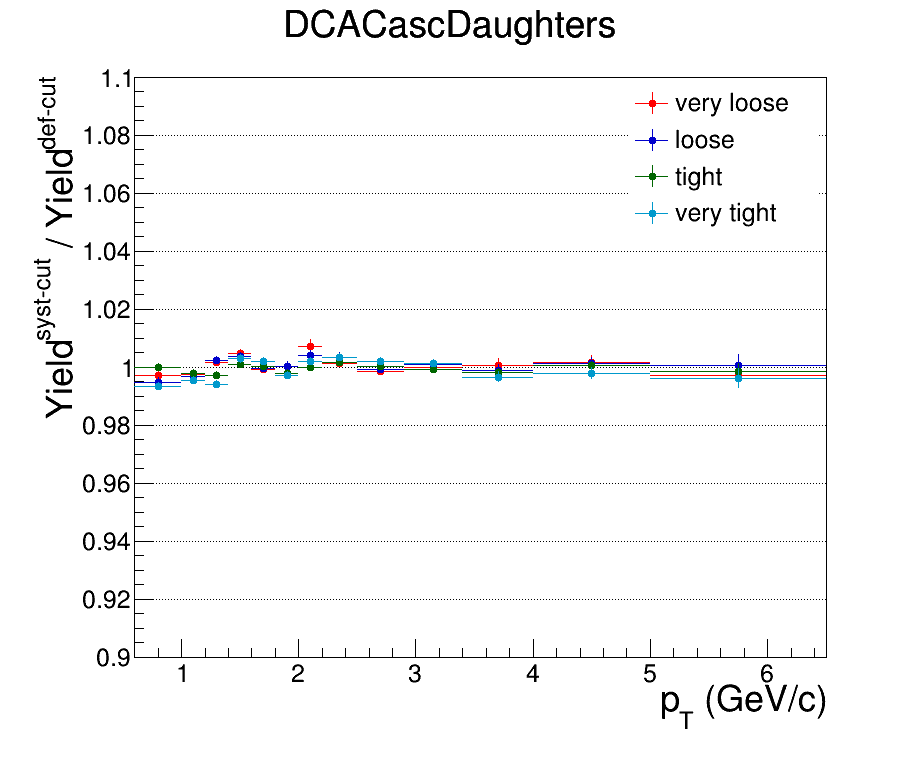 DCACascDaughters
Yield^syst-cut / Yield^def-cut
1.1
1.08
1.06
1.04
1.02
1
0.98
0.96
0.94
0.92
0.9
very loose
loose
tight
very tight
1 2 3 4 5 6
p_T (GeV/c)